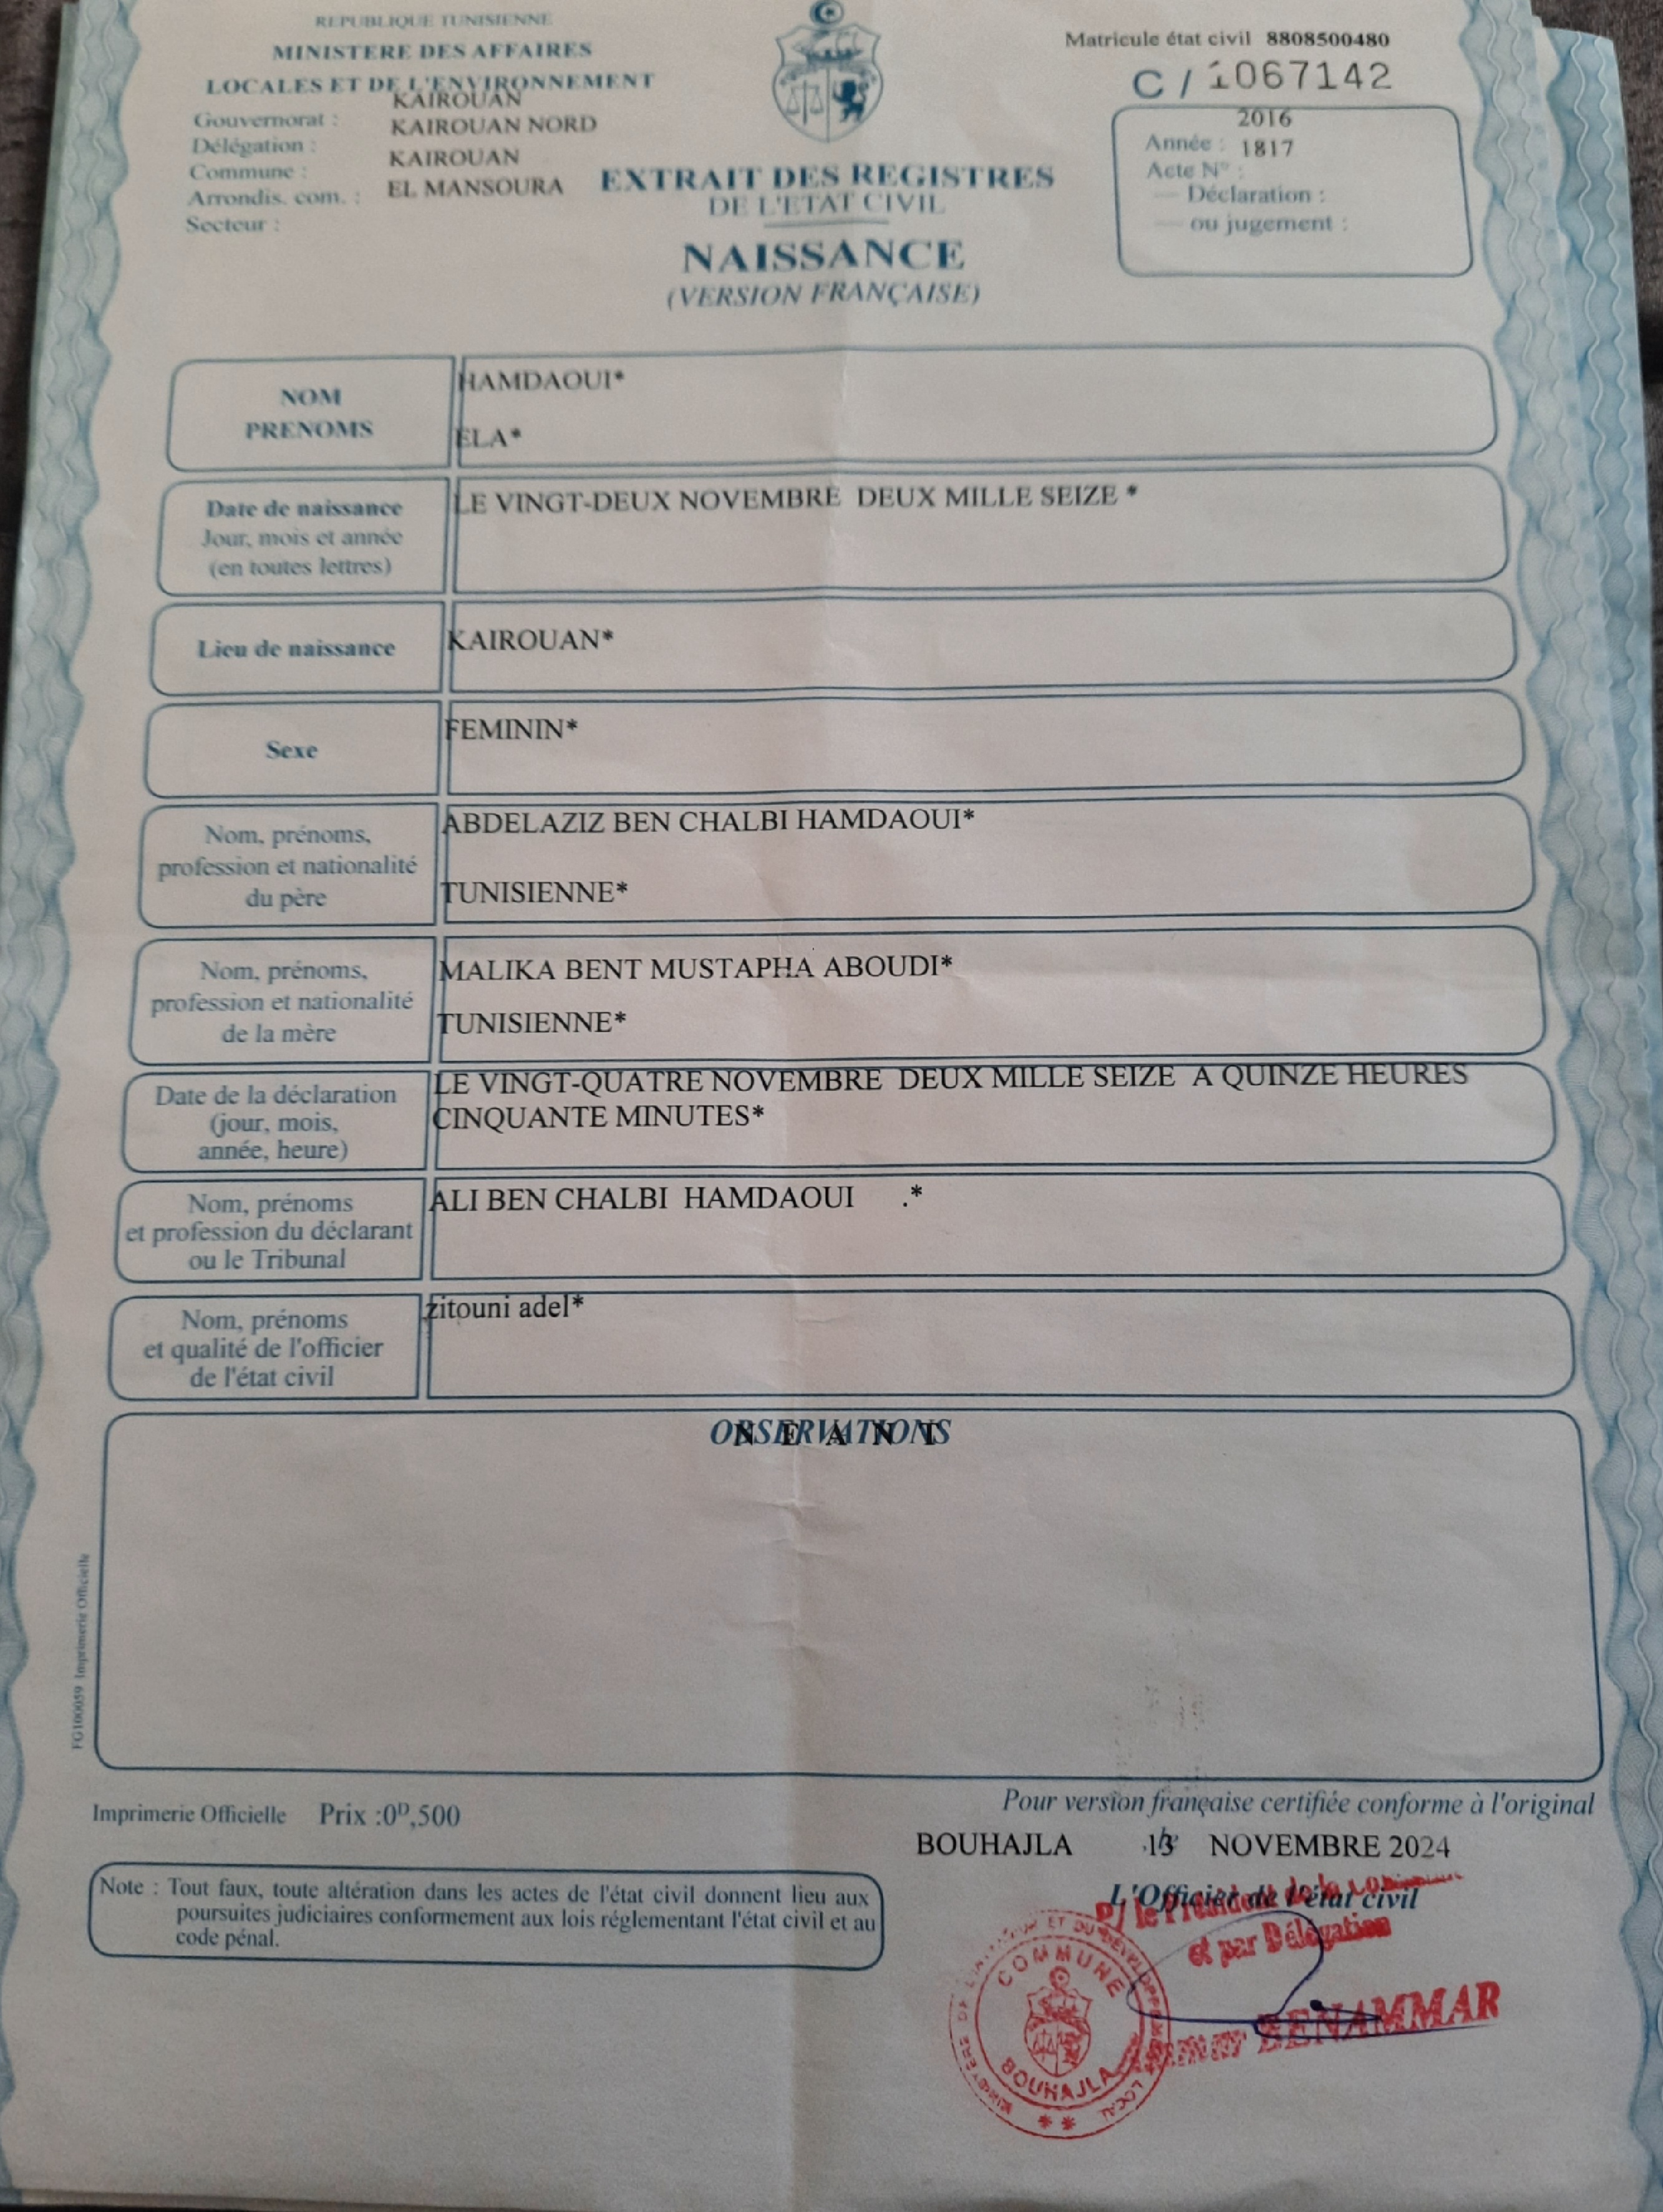 REPUBLIQUE TUNISIENNE
MINISTERE DES AFFAIRES
LOCALES ET DE L'ENVIRONNEMENT
Gouvernorat : KAIROUAN
Délégation : KAIROUAN NORD
Commune : KAIROUAN
Arrondis. com. : EL MANSOURA
Secteur :
Matricule état civil 8808500480
C / 1067142
2016
Année : 1817
Acte N° :
— Déclaration :
— ou jugement :
EXTRAIT DES REGISTRES
DE L'ETAT CIVIL
NAISSANCE
(VERSION FRANÇAISE)
NOM
PRENOMS
HAMDAOUI*
ELA*
Date de naissance
Jour, mois et année
(en toutes lettres)
LE VINGT-DEUX NOVEMBRE DEUX MILLE SEIZE *
Lieu de naissance
KAIROUAN*
Sexe
FEMININ*
Nom, prénoms,
profession et nationalité
du père
ABDELAZIZ BEN CHALBI HAMDAOUI*
TUNISIENNE*
Nom, prénoms,
profession et nationalité
de la mère
MALIKA BENT MUSTAPHA ABOUDI*
TUNISIENNE*
Date de la déclaration
(jour, mois,
année, heure)
LE VINGT-QUATRE NOVEMBRE DEUX MILLE SEIZE A QUINZE HEURES
CINQUANTE MINUTES*
Nom, prénoms
et profession du déclarant
ou le Tribunal
ALI BEN CHALBI HAMDAOUI .*
Nom, prénoms
et qualité de l'officier
de l'état civil
zitouni adel*
OBSERVATIONS
N E A N T
FG100059 Imprimerie Officielle
Imprimerie Officielle Prix :0ᴰ,500
Pour version française certifiée conforme à l'original
BOUHAJLA 13 NOVEMBRE 2024
L'Officier de l'état civil
Note : Tout faux, toute altération dans les actes de l'état civil donnent lieu aux
poursuites judiciaires conformement aux lois réglementant l'état civil et au
code pénal.
P/ le Président de la
et par Délégation
BENAMMAR
COMMUNE
BOUHAJLA